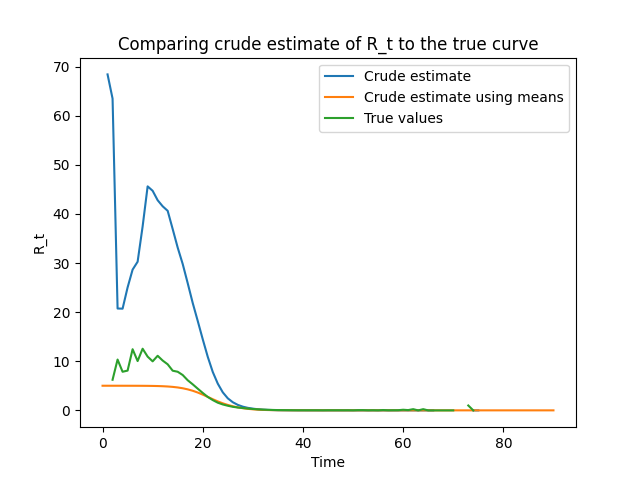 Comparing crude estimate of R_t to the true curve
Crude estimate
Crude estimate using means
True values
70
60
50
40
30
20
10
0
R_t
0 20 40 60 80
Time